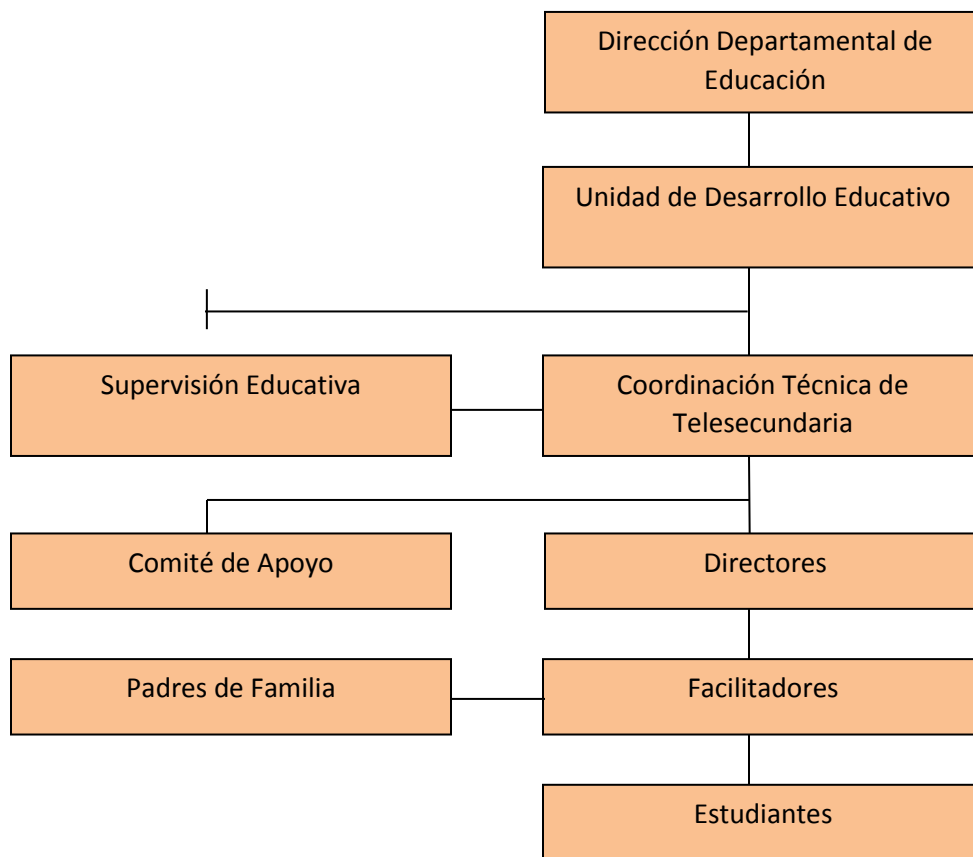 Dirección Departamental de
Educación
Unidad de Desarrollo Educativo
Supervisión Educativa
Coordinación Técnica de
Telesecundaria
Comité de Apoyo
Directores
Padres de Familia
Facilitadores
Estudiantes